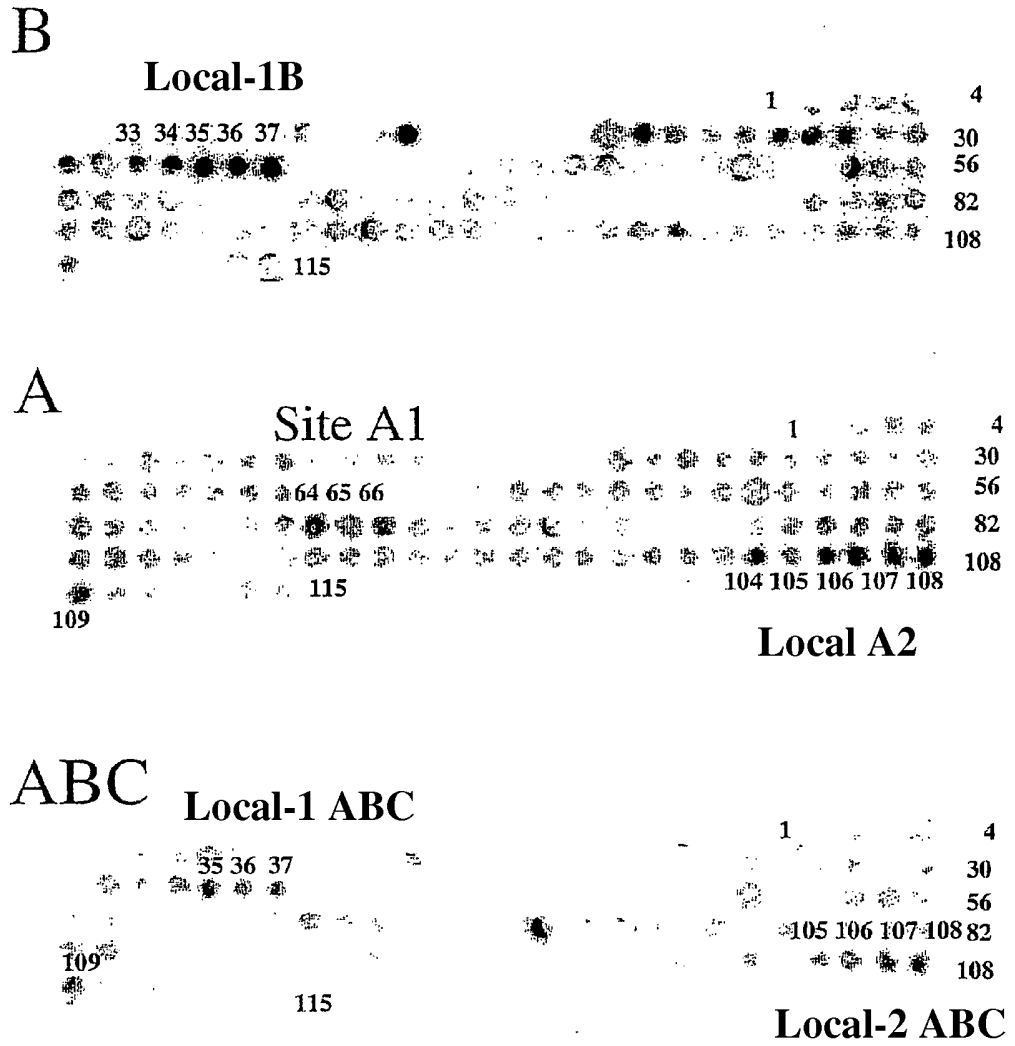 B
Local-1B
1 4
33 34 35 36 37 30
56
82
108
115
A
Site A1
1 4
30
64 65 66 56
82
108
104 105 106 107 108
115
109
Local A2
ABC
Local-1 ABC
1 4
35 36 37 30
56
105 106 107 108 82
109
108
115
Local-2 ABC